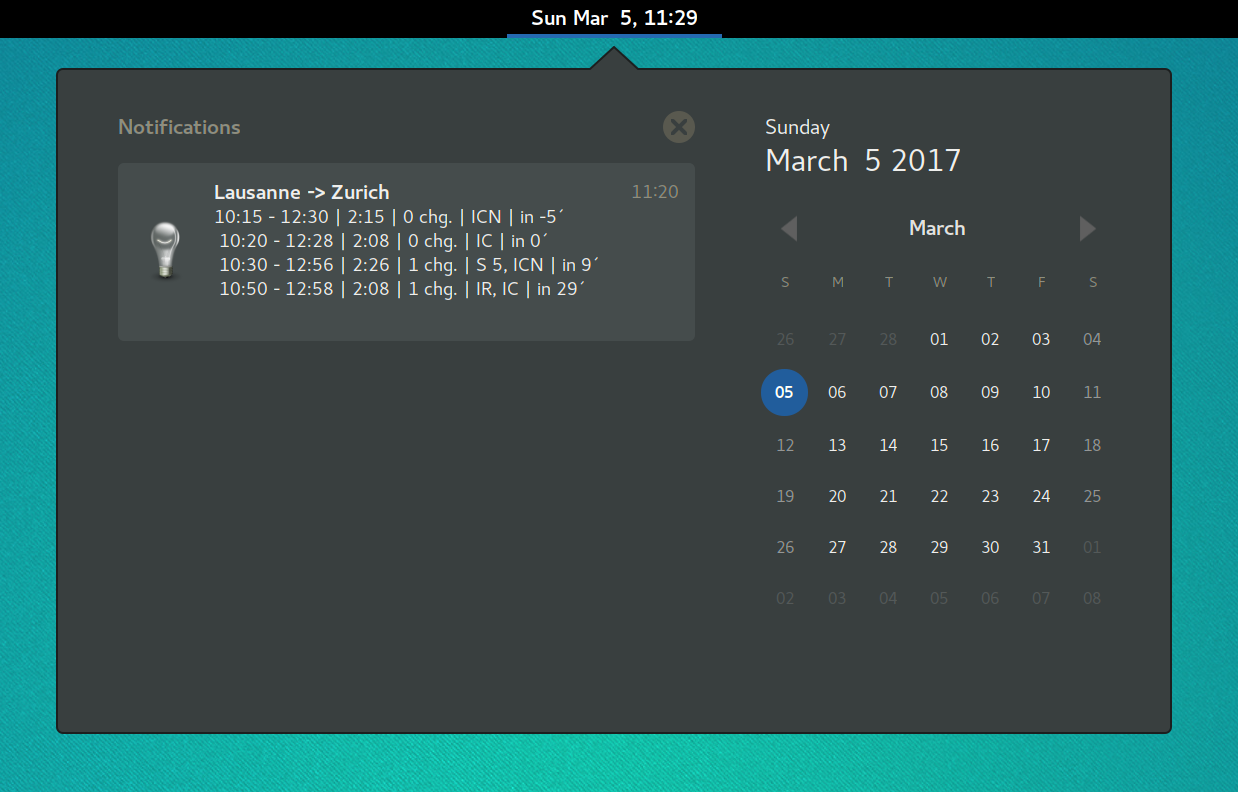 Sun Mar  5, 11:29
Notifications
Lausanne -> Zurich 11:20
10:15 - 12:30 | 2:15 | 0 chg. | ICN | in -5´
10:20 - 12:28 | 2:08 | 0 chg. | IC | in 0´
10:30 - 12:56 | 2:26 | 1 chg. | S 5, ICN | in 9´
10:50 - 12:58 | 2:08 | 1 chg. | IR, IC | in 29´
Sunday
March  5 2017
March
S M T W T F S
26 27 28 01 02 03 04
05 06 07 08 09 10 11
12 13 14 15 16 17 18
19 20 21 22 23 24 25
26 27 28 29 30 31 01
02 03 04 05 06 07 08